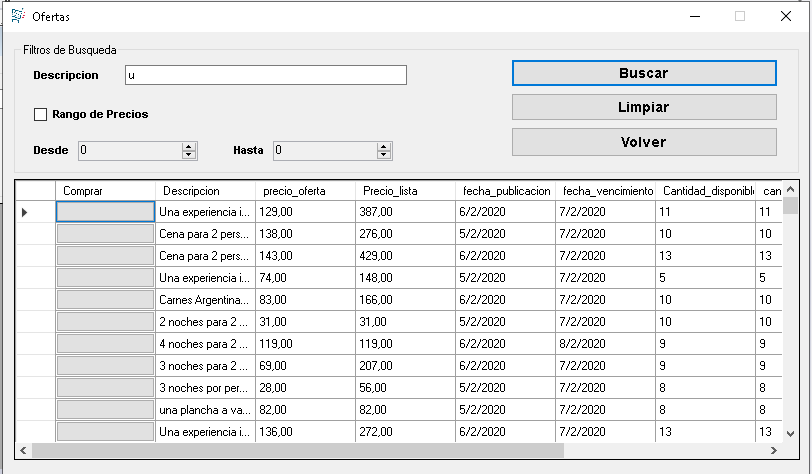 Ofertas
Filtros de Busqueda
Descripcion u Buscar
Rango de Precios Limpiar
Desde 0 Hasta 0 Volver
Comprar Descripcion precio_oferta Precio_lista fecha_publicacion fecha_vencimiento Cantidad_disponible can
Una experiencia i... 129,00 387,00 6/2/2020 7/2/2020 11 11
Cena para 2 pers... 138,00 276,00 5/2/2020 7/2/2020 10 10
Cena para 2 pers... 143,00 429,00 6/2/2020 7/2/2020 13 13
Una experiencia i... 74,00 148,00 5/2/2020 7/2/2020 5 5
Carnes Argentina... 83,00 166,00 6/2/2020 7/2/2020 10 10
2 noches para 2 ... 31,00 31,00 5/2/2020 7/2/2020 10 10
4 noches para 2 ... 119,00 119,00 6/2/2020 8/2/2020 9 9
3 noches para 2 ... 69,00 207,00 6/2/2020 7/2/2020 9 9
3 noches por per... 28,00 56,00 5/2/2020 7/2/2020 8 8
una plancha a va... 82,00 82,00 5/2/2020 7/2/2020 8 8
Una experiencia i... 136,00 272,00 6/2/2020 7/2/2020 13 13